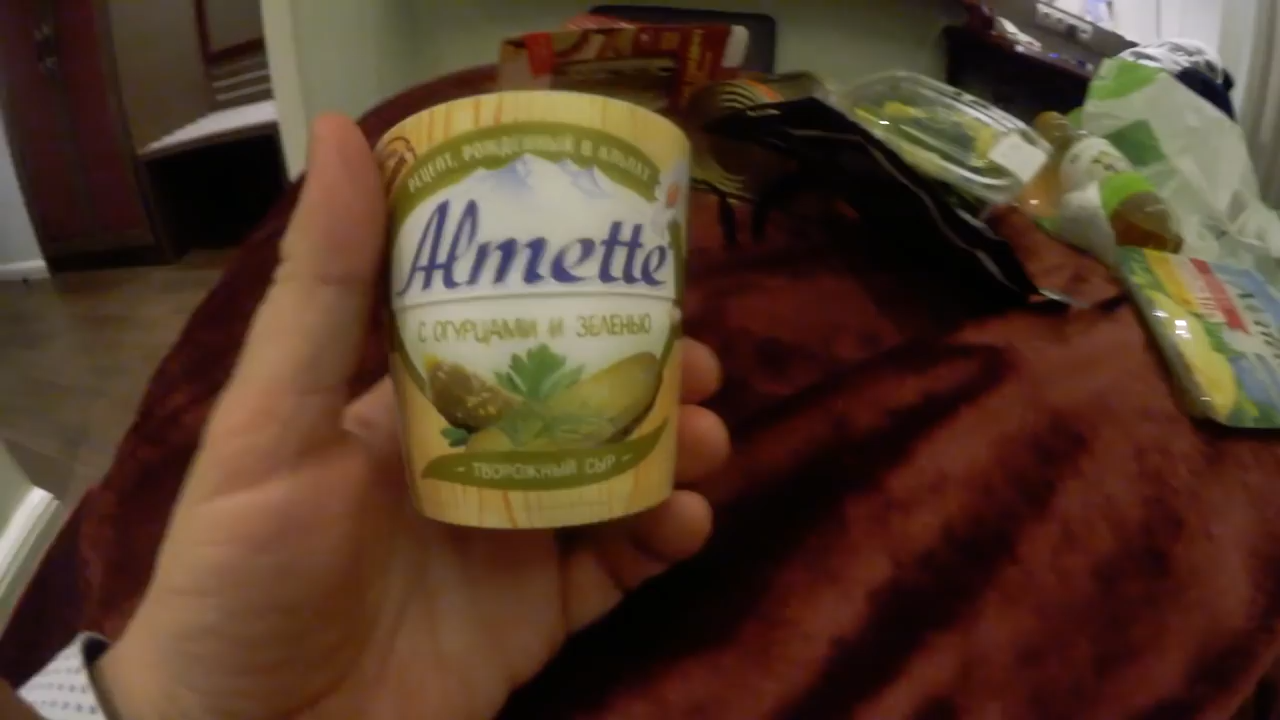 РЕЦЕПТ, РОЖДЕННЫЙ В АЛЬПАХ
Almette
С ОГУРЦАМИ И ЗЕЛЕНЬЮ
– ТВОРОЖНЫЙ СЫР –